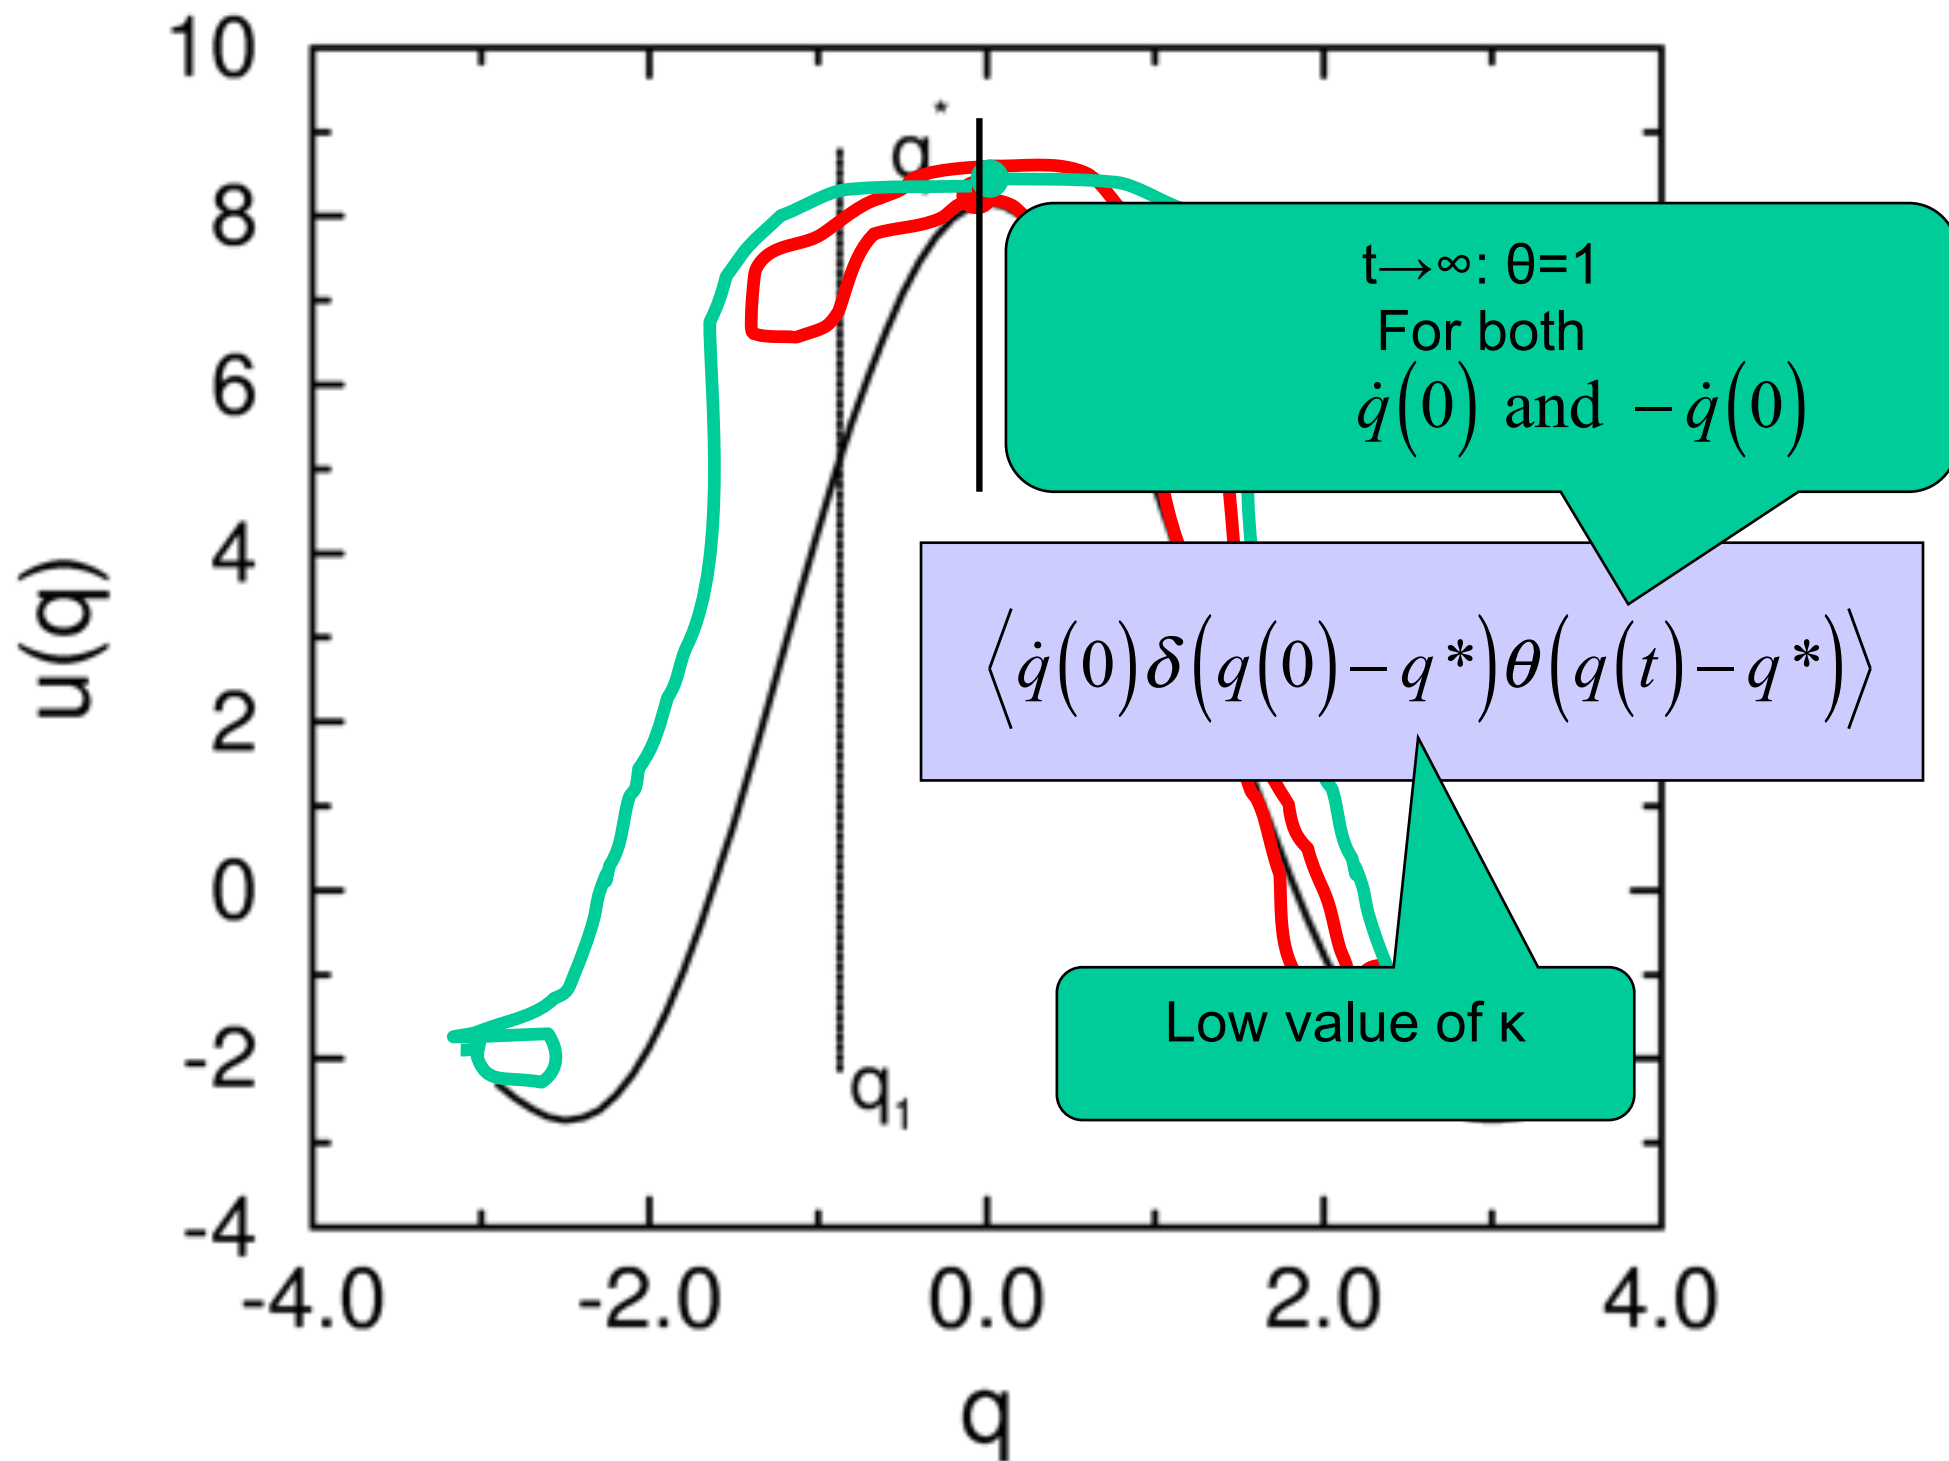 10
8
6
4
2
0
-2
-4
u(q)
-4.0 -2.0 0.0 2.0 4.0
q
q*
q₁
t→∞: θ=1
For both
q̇(0) and −q̇(0)
⟨q̇(0)δ(q(0)−q*)θ(q(t)−q*)⟩
Low value of κ